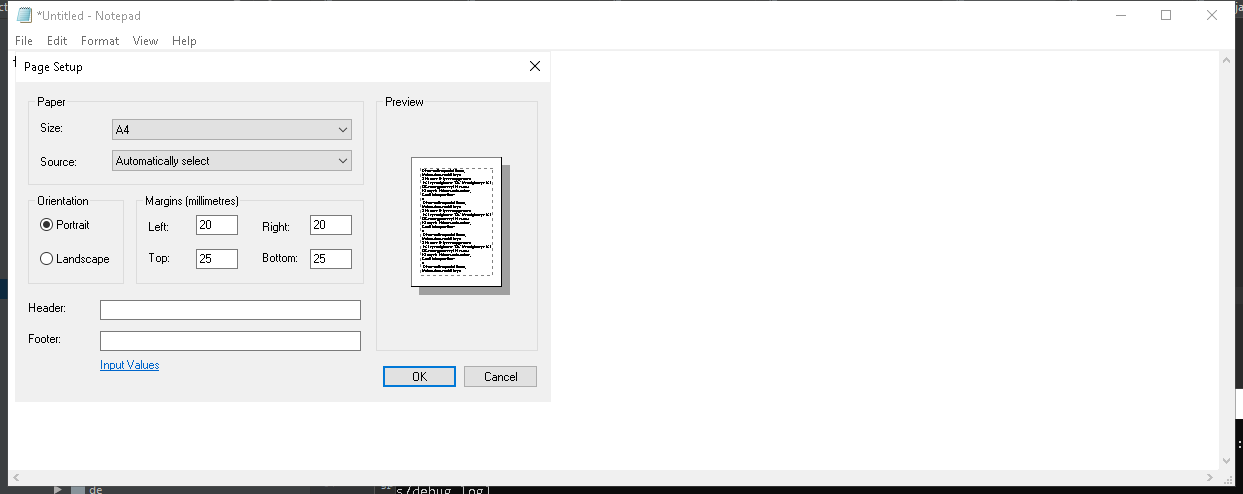 *Untitled - Notepad
File Edit Format View Help
Page Setup
Paper
Size: A4
Source: Automatically select
Orientation
Portrait
Landscape
Margins (millimetres)
Left: 20 Right: 20
Top: 25 Bottom: 25
Header:
Footer:
Input Values
Preview
OK Cancel
de
s/debug.log]